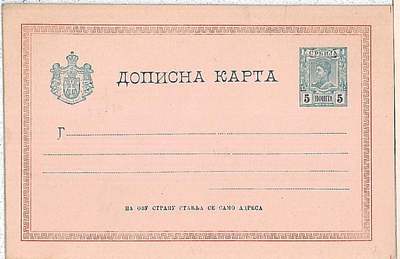 СРБИЈА
ДОПИСНА КАРТА
5 ПОШТА 5
Г
НА ОВУ СТРАНУ СТАВЉА СЕ САМО АДРЕСА